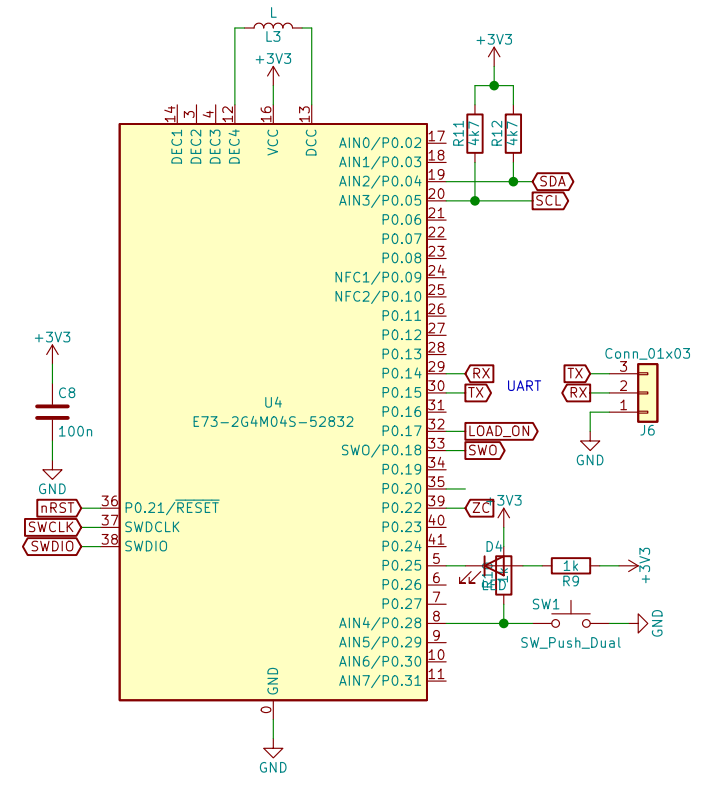 L
L3
+3V3
+3V3
14
3
4
12
16
13
DEC1
DEC2
DEC3
DEC4
VCC
DCC
R11
4k7
R12
4k7
AIN0/P0.02 17
AIN1/P0.03 18
AIN2/P0.04 19
SDA
AIN3/P0.05 20
SCL
P0.06 21
P0.07 22
P0.08 23
NFC1/P0.09 24
NFC2/P0.10 25
P0.11 26
P0.12 27
P0.13 28
P0.14 29
RX
P0.15 30
TX
UART
P0.16 31
P0.17 32
LOAD_ON
SWO/P0.18 33
SWO
P0.19 34
P0.20 35
P0.22 39
ZC
P0.23 40
P0.24 41
P0.25 5
P0.26 6
P0.27 7
AIN4/P0.28 8
AIN5/P0.29 9
AIN6/P0.30 10
AIN7/P0.31 11
U4
E73-2G4M04S-52832
+3V3
C8
100n
GND
nRST
36 P0.21/RESET
SWCLK
37 SWDCLK
SWDIO
38 SWDIO
Conn_01x03
TX
3
RX
2
1
J6
GND
+3V3
D4
LED
1k
1k
R9
+3V3
SW1
SW_Push_Dual
GND
GND
0
GND